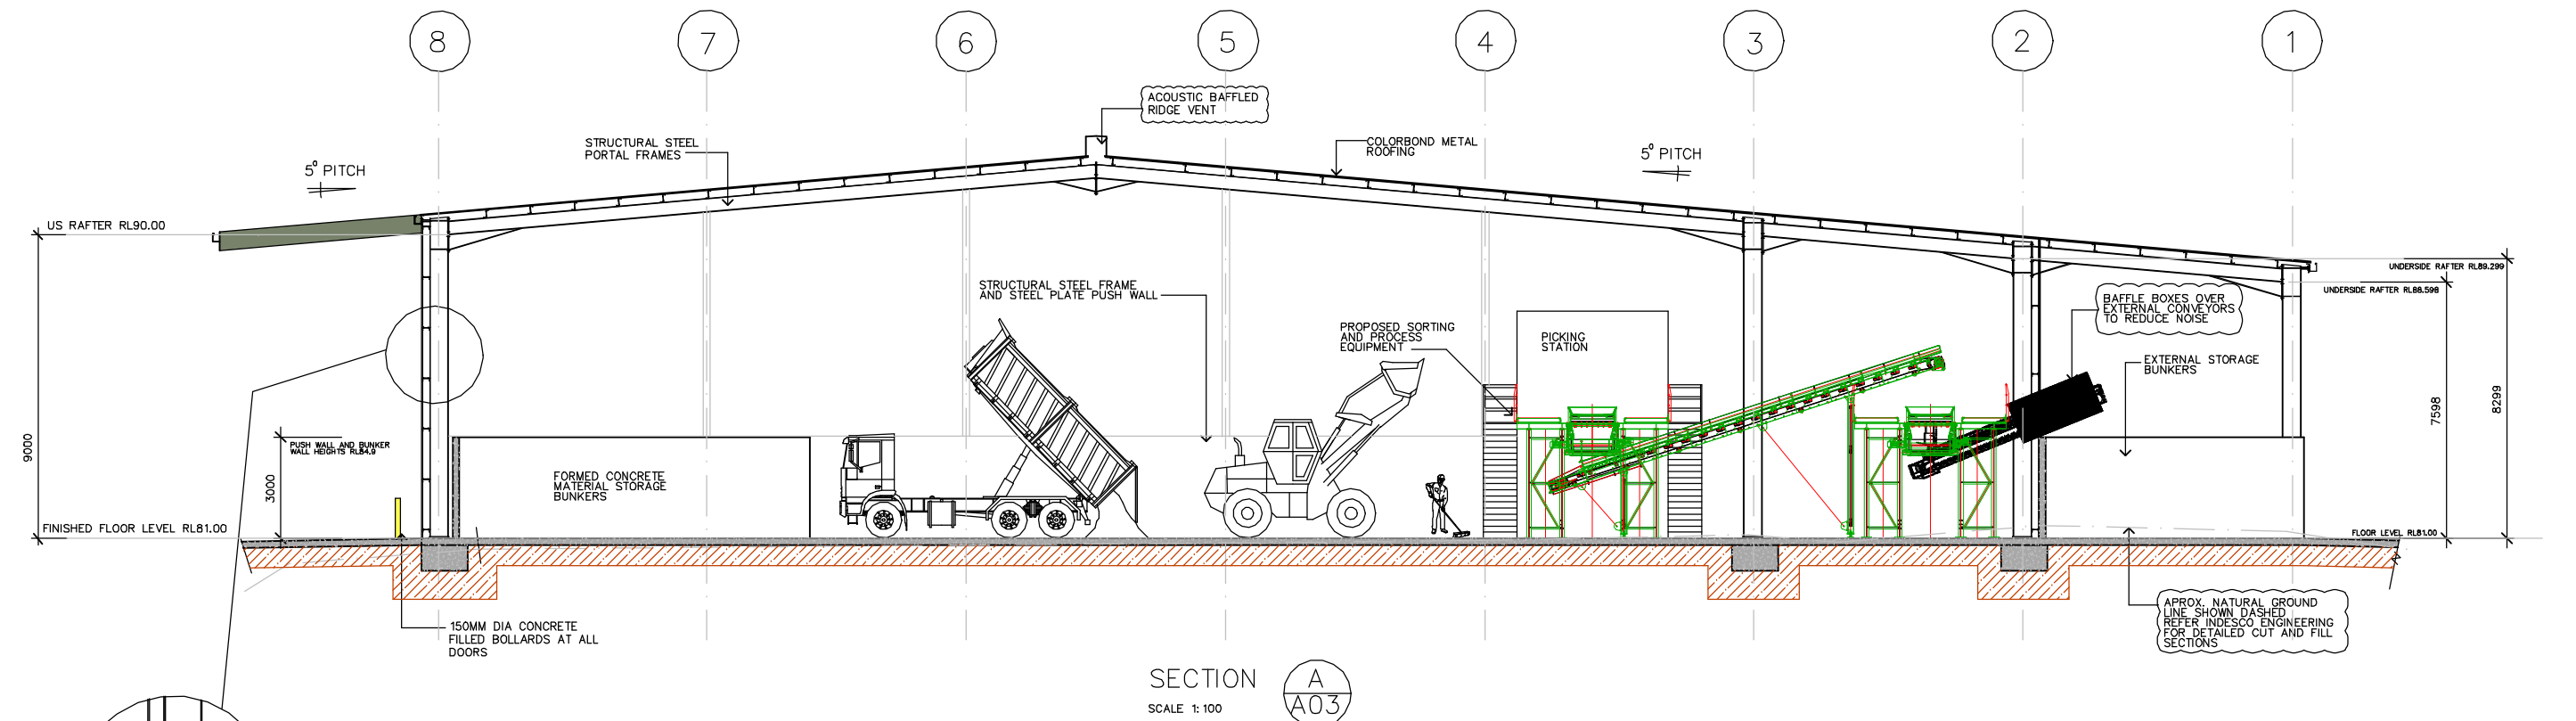 8
7
6
5
4
3
2
1
ACOUSTIC BAFFLED
RIDGE VENT
STRUCTURAL STEEL
PORTAL FRAMES
COLORBOND METAL
ROOFING
5° PITCH
5° PITCH
US RAFTER RL90.00
UNDERSIDE RAFTER RL89.299
UNDERSIDE RAFTER RL88.598
STRUCTURAL STEEL FRAME
AND STEEL PLATE PUSH WALL
BAFFLE BOXES OVER
EXTERNAL CONVEYORS
TO REDUCE NOISE
PROPOSED SORTING
AND PROCESS
EQUIPMENT
PICKING
STATION
EXTERNAL STORAGE
BUNKERS
9000
PUSH WALL AND BUNKER
WALL HEIGHTS RL84.9
3000
FORMED CONCRETE
MATERIAL STORAGE
BUNKERS
7598
8299
FINISHED FLOOR LEVEL RL81.00
FLOOR LEVEL RL81.00
150MM DIA CONCRETE
FILLED BOLLARDS AT ALL
DOORS
APROX. NATURAL GROUND
LINE SHOWN DASHED
REFER INDESCO ENGINEERING
FOR DETAILED CUT AND FILL
SECTIONS
SECTION
A
A03
SCALE 1:100